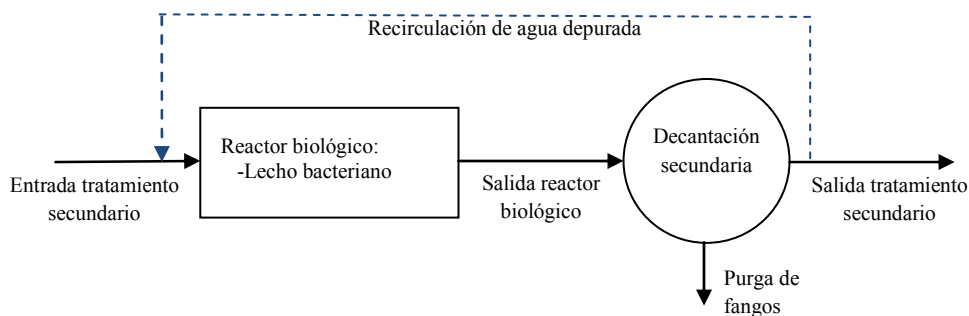 Recirculación de agua depurada
Reactor biológico:
-Lecho bacteriano
Decantación
secundaria
Entrada tratamiento
secundario
Salida reactor
biológico
Salida tratamiento
secundario
Purga de
fangos